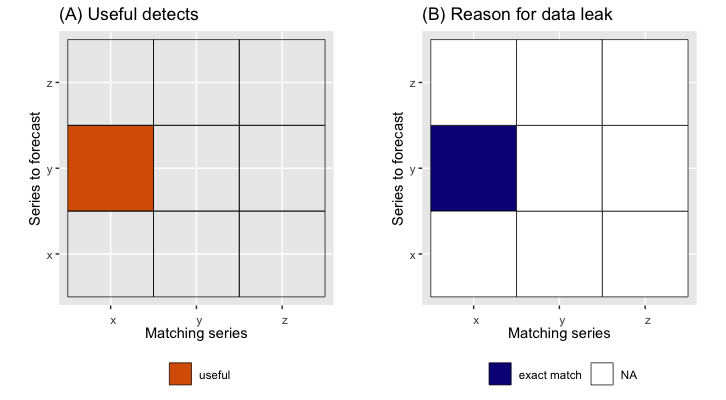 (A) Useful detects
Series to forecast
z
y
x
x y z
Matching series
useful
(B) Reason for data leak
Series to forecast
z
y
x
x y z
Matching series
exact match NA